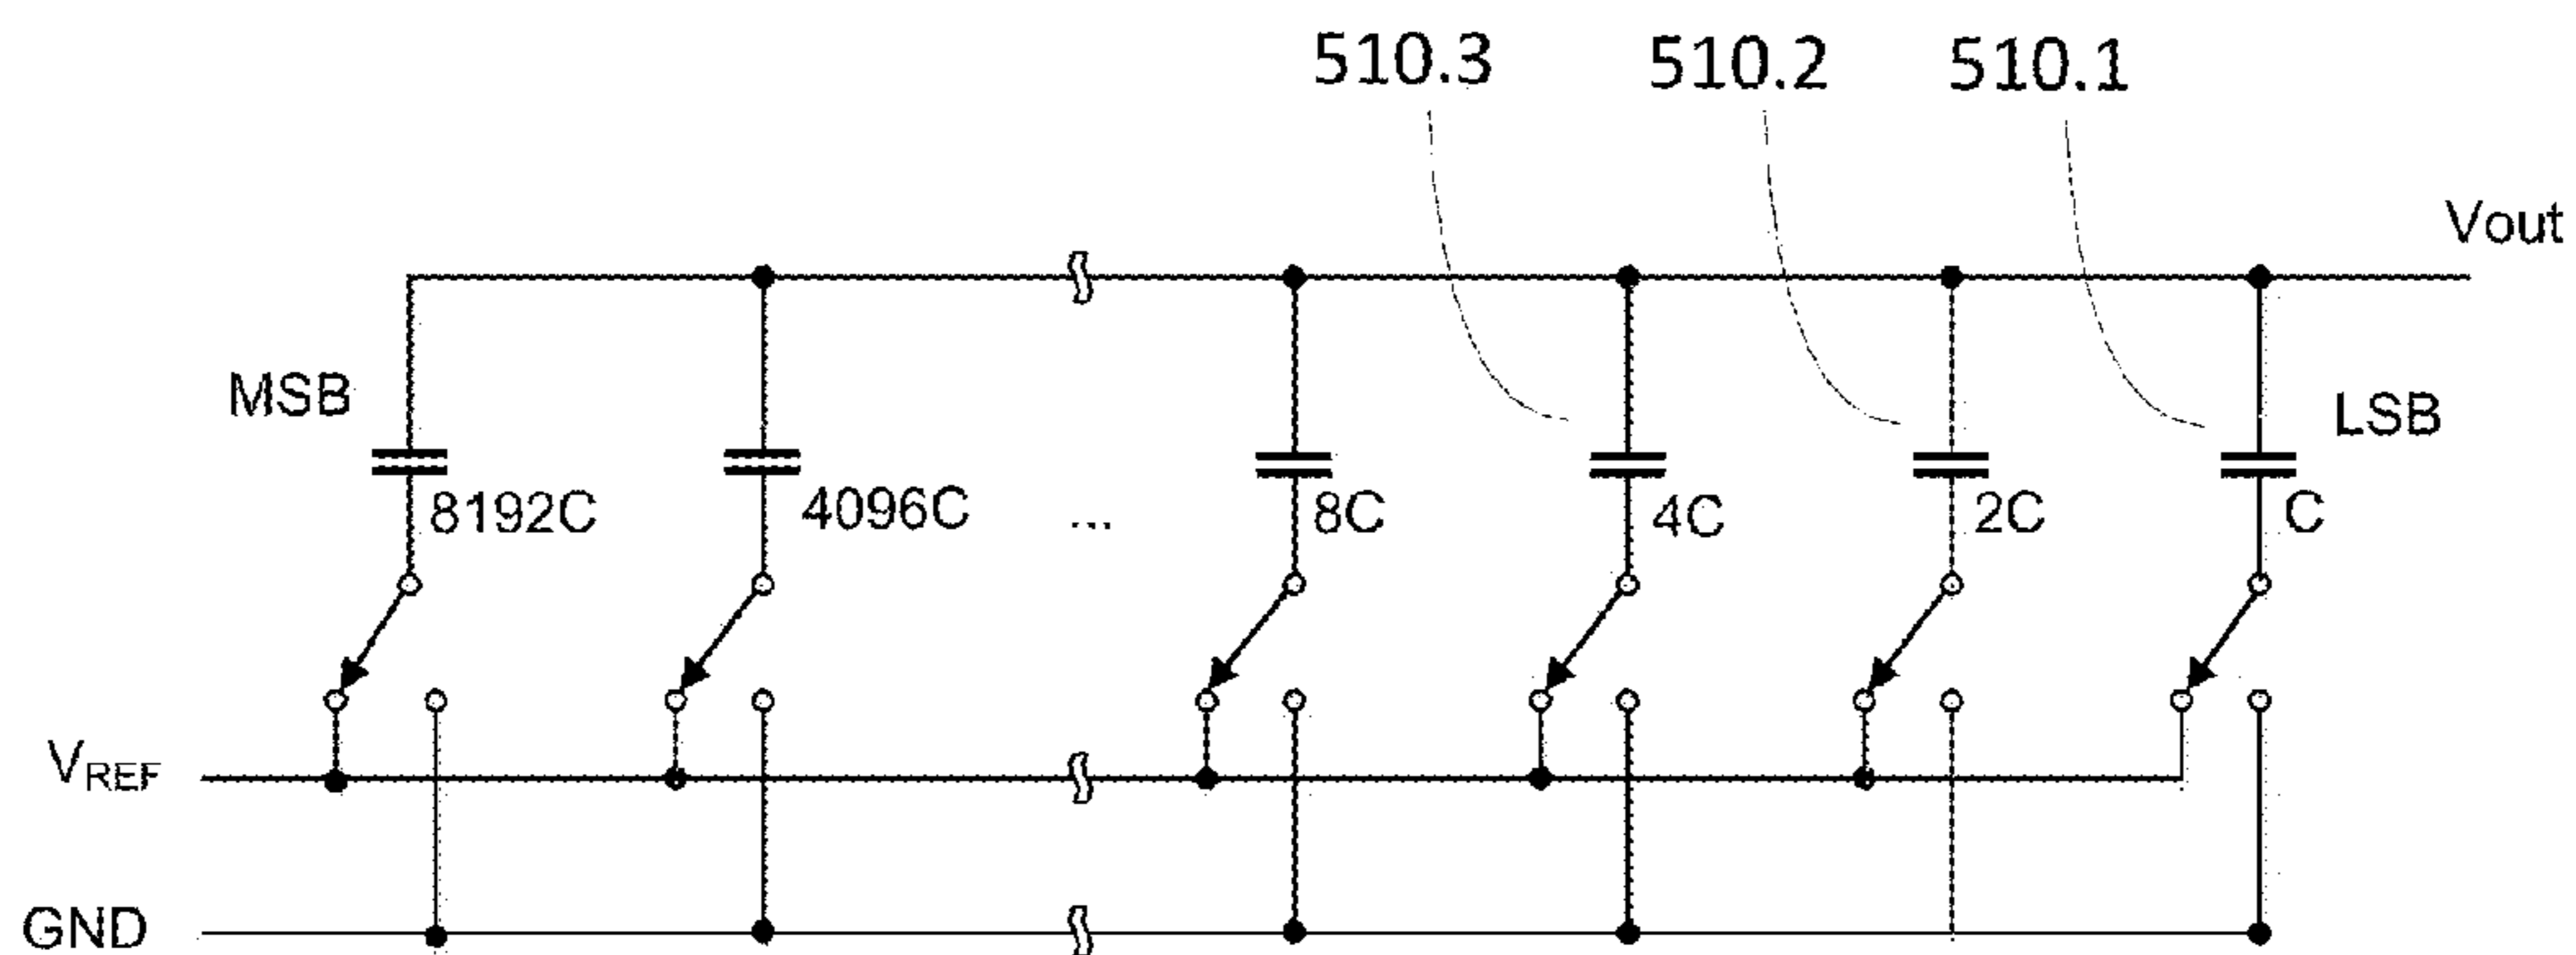 510.3 510.2 510.1
Vout
MSB
LSB
8192C 4096C ... 8C 4C 2C C
VREF
GND